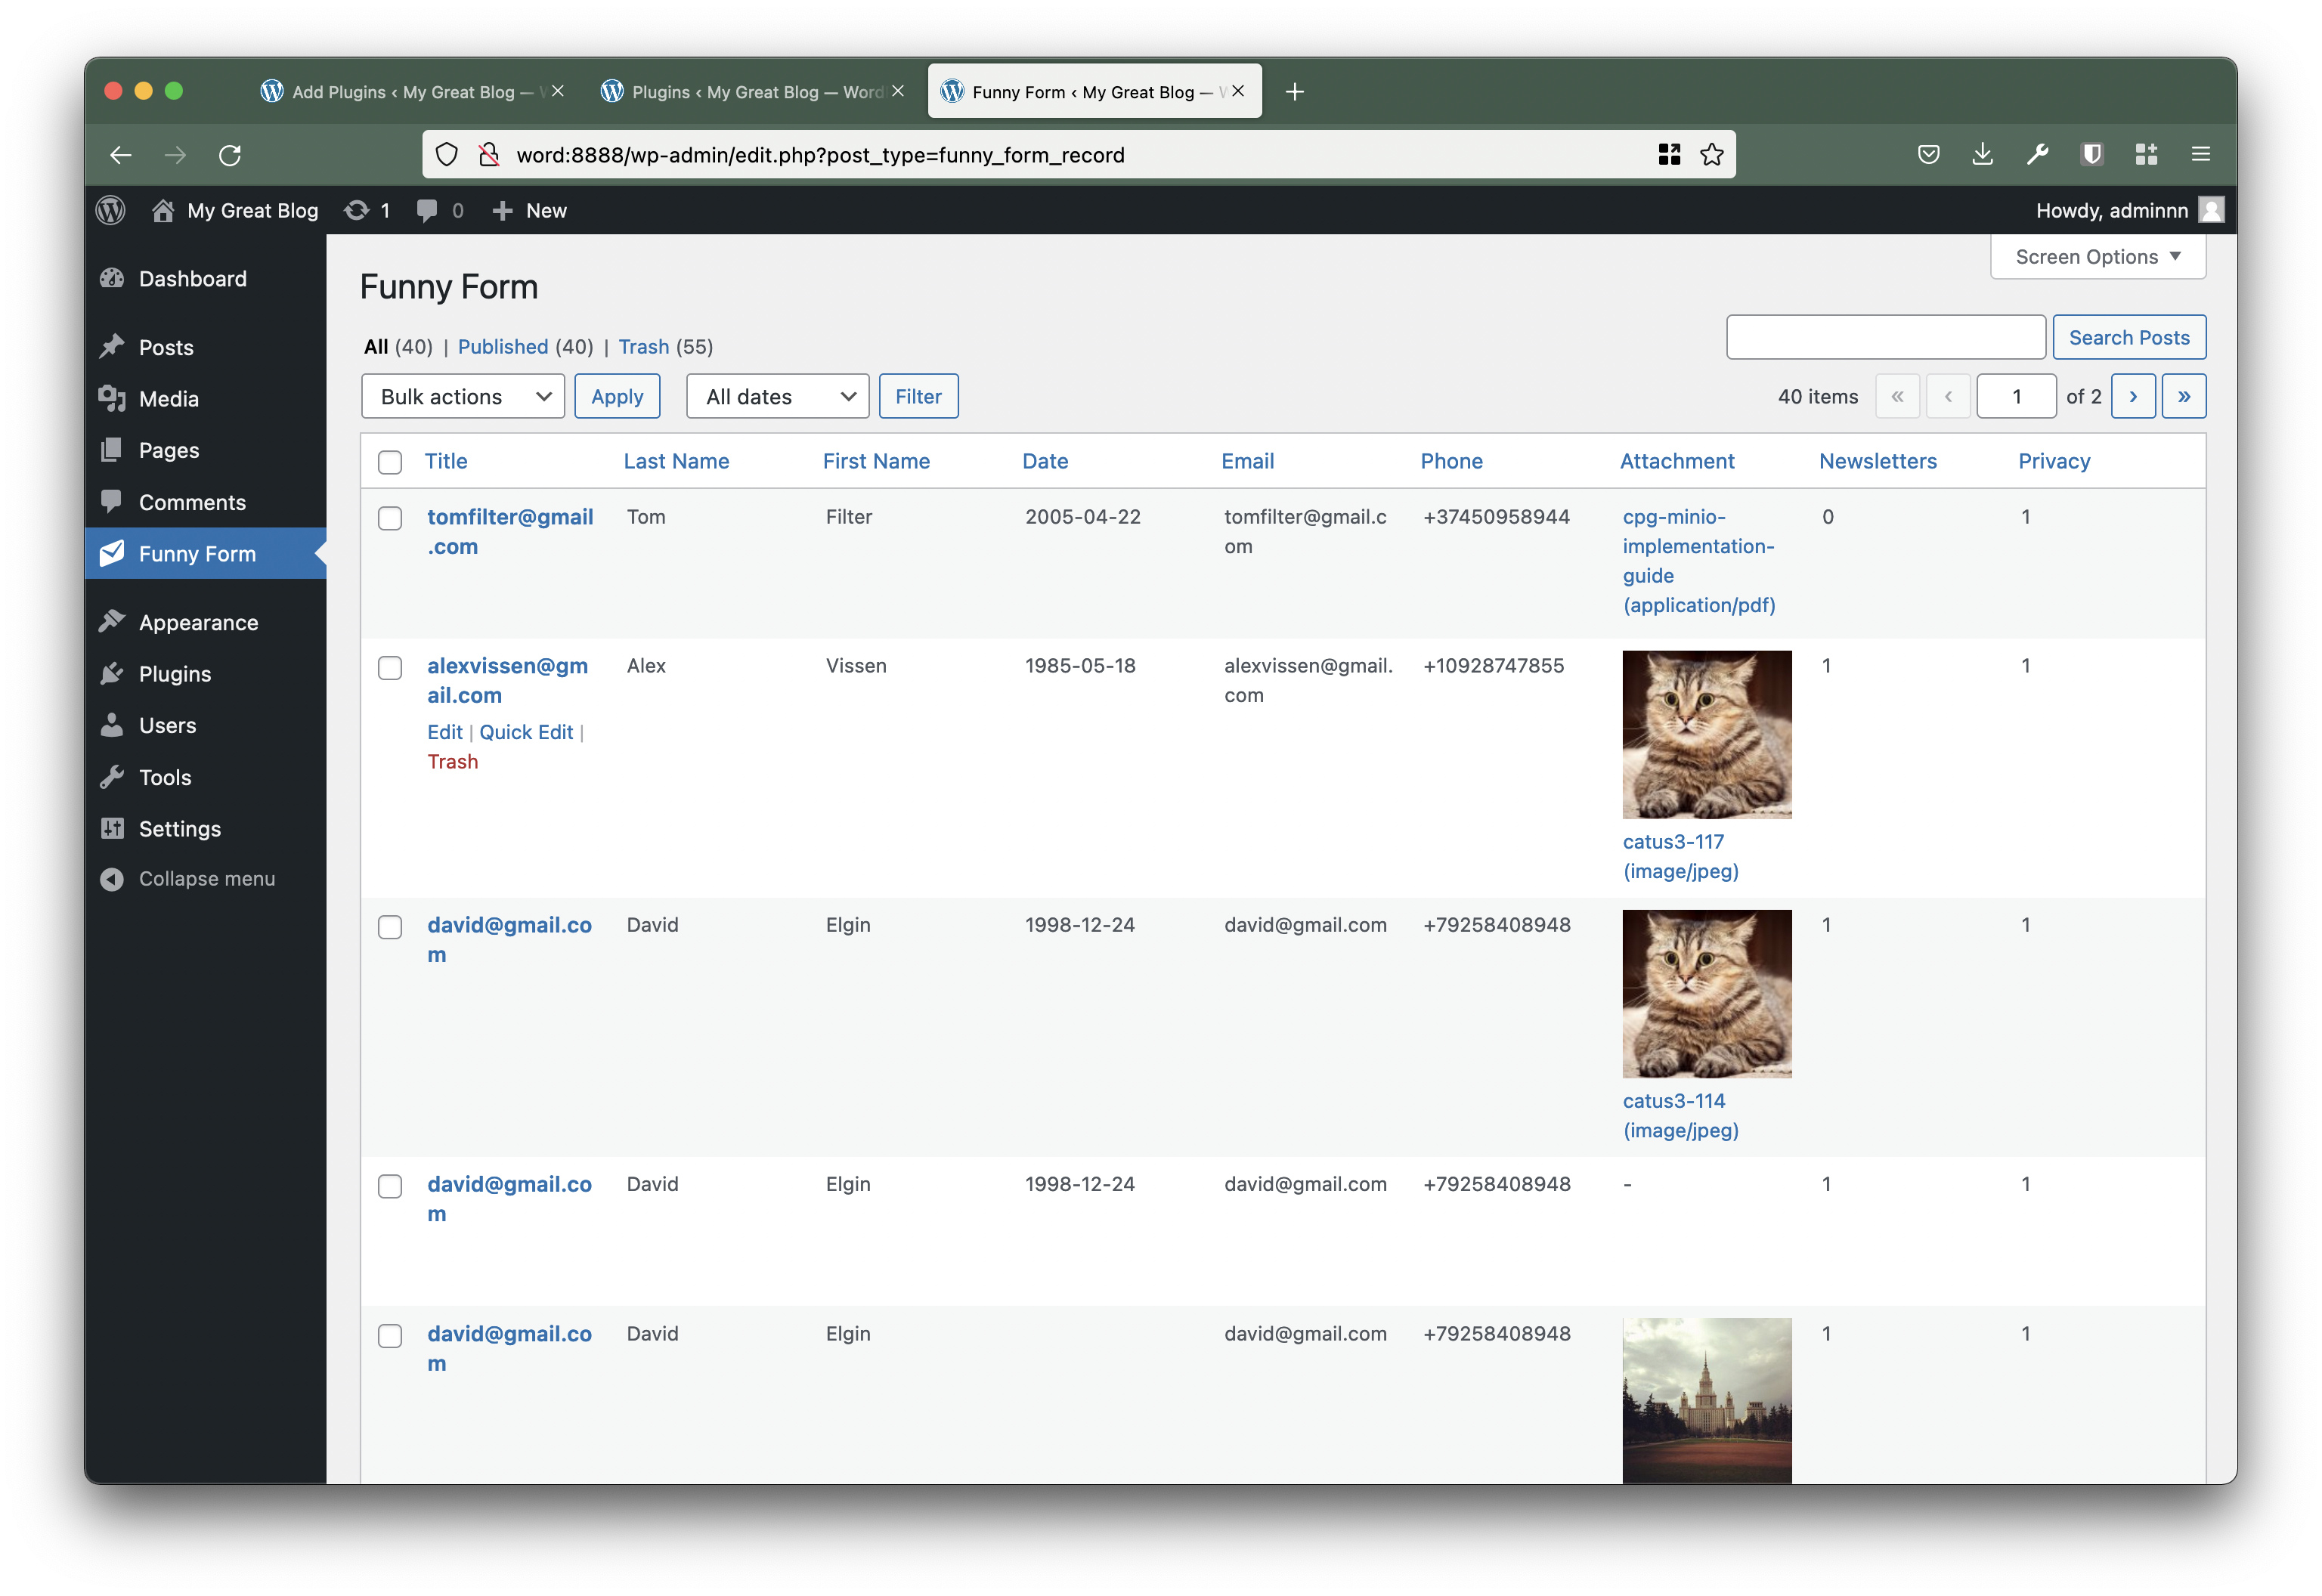 Add Plugins ‹ My Great Blog —
Plugins ‹ My Great Blog — Word
Funny Form ‹ My Great Blog —
word:8888/wp-admin/edit.php?post_type=funny_form_record
My Great Blog 1 0 + New
Howdy, adminnn
Dashboard
Posts
Media
Pages
Comments
Funny Form
Appearance
Plugins
Users
Tools
Settings
Collapse menu
Screen Options ▼
Funny Form
All (40) | Published (40) | Trash (55)
Search Posts
Bulk actions Apply All dates Filter
40 items « ‹ 1 of 2 › »
Title Last Name First Name Date Email Phone Attachment Newsletters Privacy
tomfilter@gmail Tom Filter 2005-04-22 tomfilter@gmail.c +37450958944 cpg-minio- 0 1
.com om implementation-
guide
(application/pdf)
alexvissen@gm Alex Vissen 1985-05-18 alexvissen@gmail. +10928747855 1 1
ail.com com
Edit | Quick Edit |
Trash
catus3-117
(image/jpeg)
david@gmail.co David Elgin 1998-12-24 david@gmail.com +79258408948 1 1
m
catus3-114
(image/jpeg)
david@gmail.co David Elgin 1998-12-24 david@gmail.com +79258408948 - 1 1
m
david@gmail.co David Elgin david@gmail.com +79258408948 1 1
m